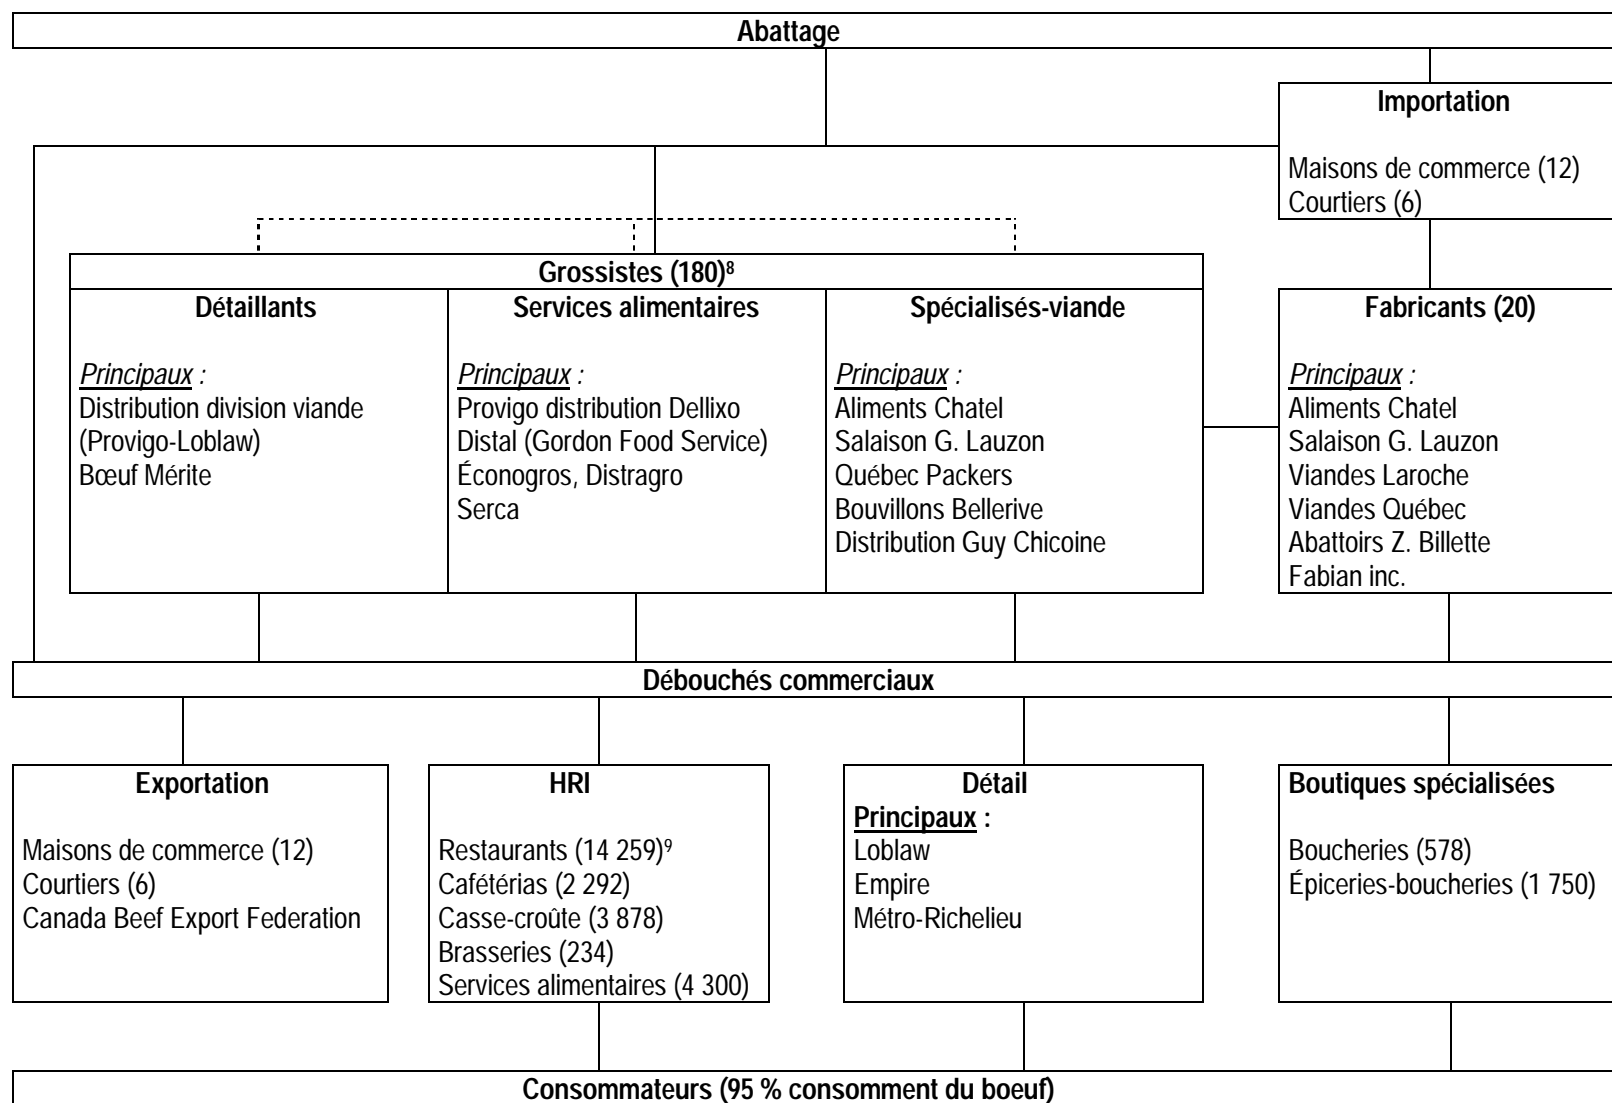 Abattage
Importation
Maisons de commerce (12)
Courtiers (6)
Grossistes (180)⁸
Détaillants
Principaux :
Distribution division viande
(Provigo-Loblaw)
Bœuf Mérite
Services alimentaires
Principaux :
Provigo distribution Dellixo
Distal (Gordon Food Service)
Éconogros, Distragro
Serca
Spécialisés-viande
Principaux :
Aliments Chatel
Salaison G. Lauzon
Québec Packers
Bouvillons Bellerive
Distribution Guy Chicoine
Fabricants (20)
Principaux :
Aliments Chatel
Salaison G. Lauzon
Viandes Laroche
Viandes Québec
Abattoirs Z. Billette
Fabian inc.
Débouchés commerciaux
Exportation
Maisons de commerce (12)
Courtiers (6)
Canada Beef Export Federation
HRI
Restaurants (14 259)⁹
Cafétérias (2 292)
Casse-croûte (3 878)
Brasseries (234)
Services alimentaires (4 300)
Détail
Principaux :
Loblaw
Empire
Métro-Richelieu
Boutiques spécialisées
Boucheries (578)
Épiceries-boucheries (1 750)
Consommateurs (95 % consomment du boeuf)